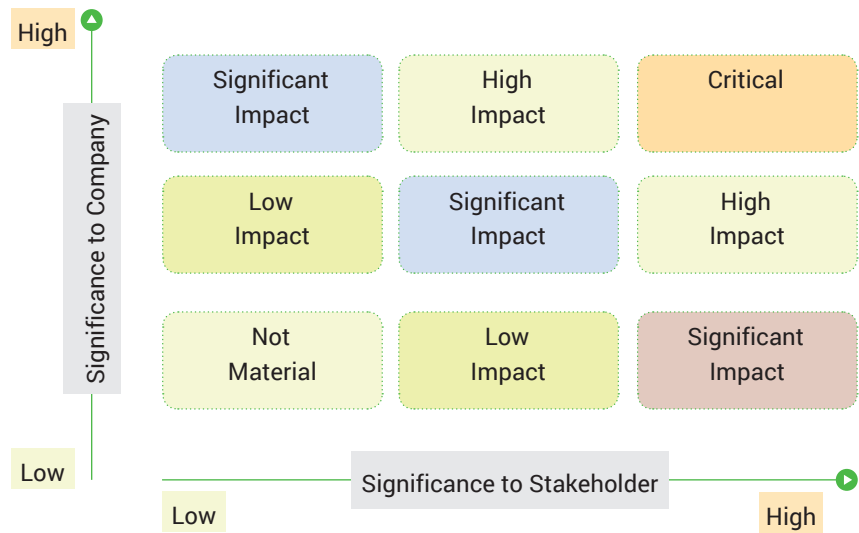 High
Significance to Company
Significant
Impact
High
Impact
Critical
Low
Impact
Significant
Impact
High
Impact
Not
Material
Low
Impact
Significant
Impact
Low
Significance to Stakeholder
Low
High